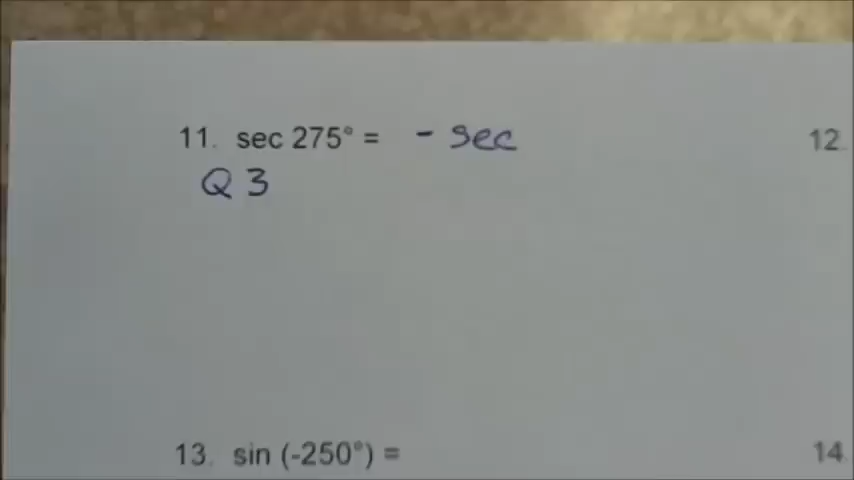 11. sec 275° = - sec
12.
Q 3
13. sin (-250°) =
14.